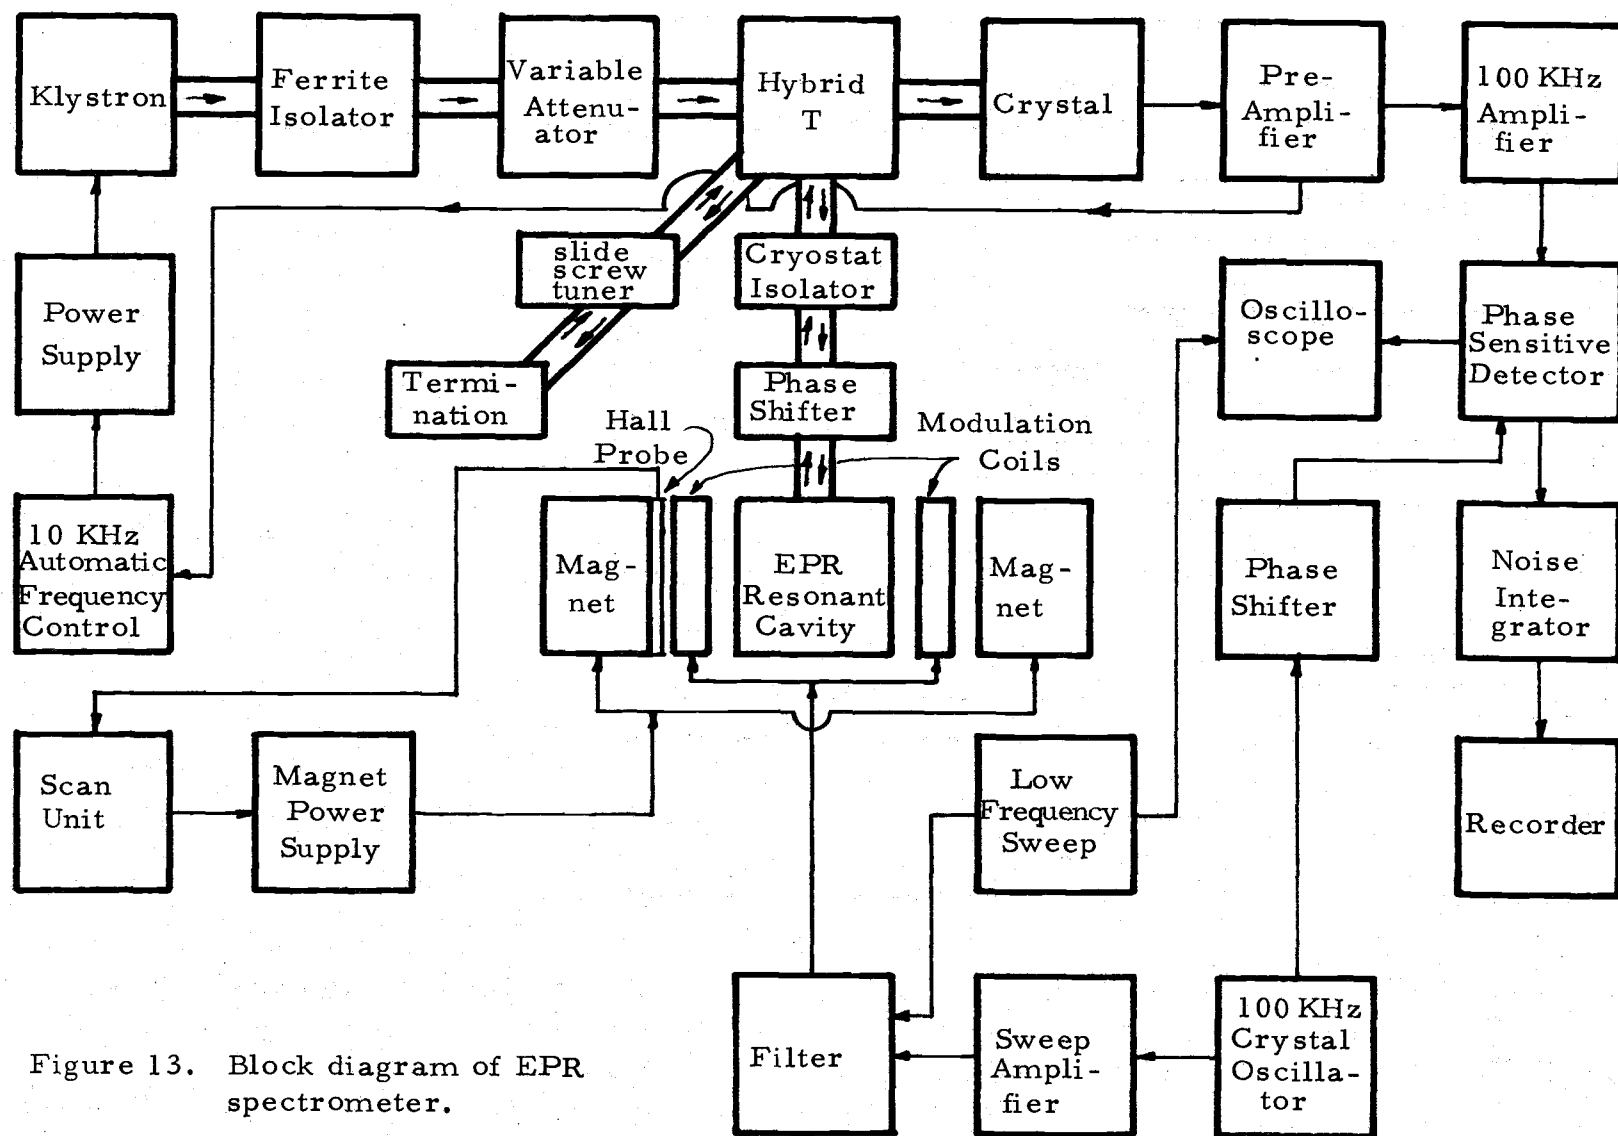 Klystron
Ferrite
Isolator
Variable
Attenu-
ator
Hybrid
T
Crystal
Pre-
Ampli-
fier
100 KHz
Ampli-
fier
Power
Supply
slide
screw
tuner
Cryostat
Isolator
Oscillo-
scope
Phase
Sensitive
Detector
Termi-
nation
Phase
Shifter
Hall
Probe
Modulation
Coils
10 KHz
Automatic
Frequency
Control
Mag-
net
EPR
Resonant
Cavity
Mag-
net
Phase
Shifter
Noise
Inte-
grator
Scan
Unit
Magnet
Power
Supply
Low
Frequency
Sweep
Recorder
Filter
Sweep
Ampli-
fier
100 KHz
Crystal
Oscilla-
tor
Figure 13. Block diagram of EPR
spectrometer.